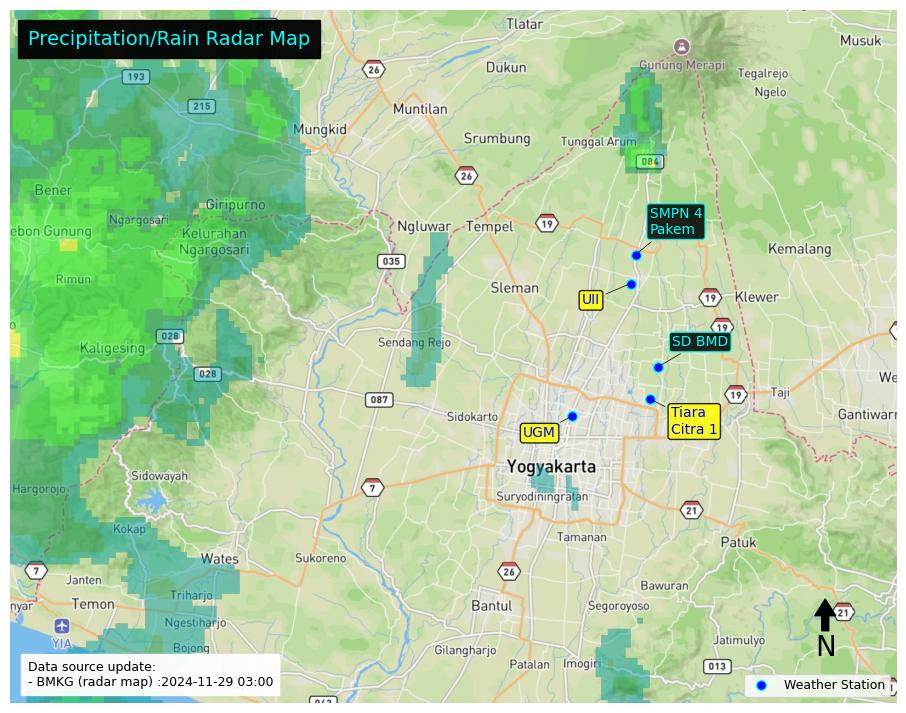 Precipitation/Rain Radar Map
Tlatar
Musuk
26
Dukun
Gunung Merapi
Tegalrejo
193
Ngelo
215
Muntilan
Mungkid
Srumbung
Tunggal Arum
084
26
Bener
Giripurno
SMPN 4
Pakem
Ngargosari
Ngluwar
Tempel
19
ebon Gunung
Kelurahan
Ngargosari
Kemalang
035
Rimun
Sleman
UII
19
Klewer
19
028
Sendang Rejo
SD BMD
Kaligesing
028
087
19
Taji
We
Sidokarto
Tiara
Citra 1
Gantiwarn
UGM
Yogyakarta
Sidowayah
Hargorojo
7
Suryodiningratan
21
Kokap
Tamanan
Patuk
Wates
Sukoreno
7
Janten
26
Bawuran
Triharjo
nyar
Temon
Bantul
Segoroyoso
21
Ngestiharjo
YIA
Jatimulyo
N
Bojong
Gilangharjo
Patalan
Imogiri
013
Data source update:
- BMKG (radar map) :2024-11-29 03:00
Weather Station